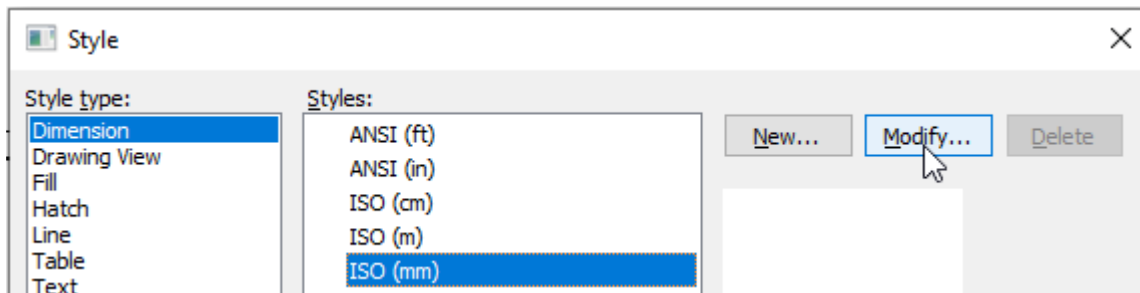 Style
Style type:
Styles:
Dimension
Drawing View
Fill
Hatch
Line
Table
Text
ANSI (ft)
ANSI (in)
ISO (cm)
ISO (m)
ISO (mm)
New...
Modify...
Delete